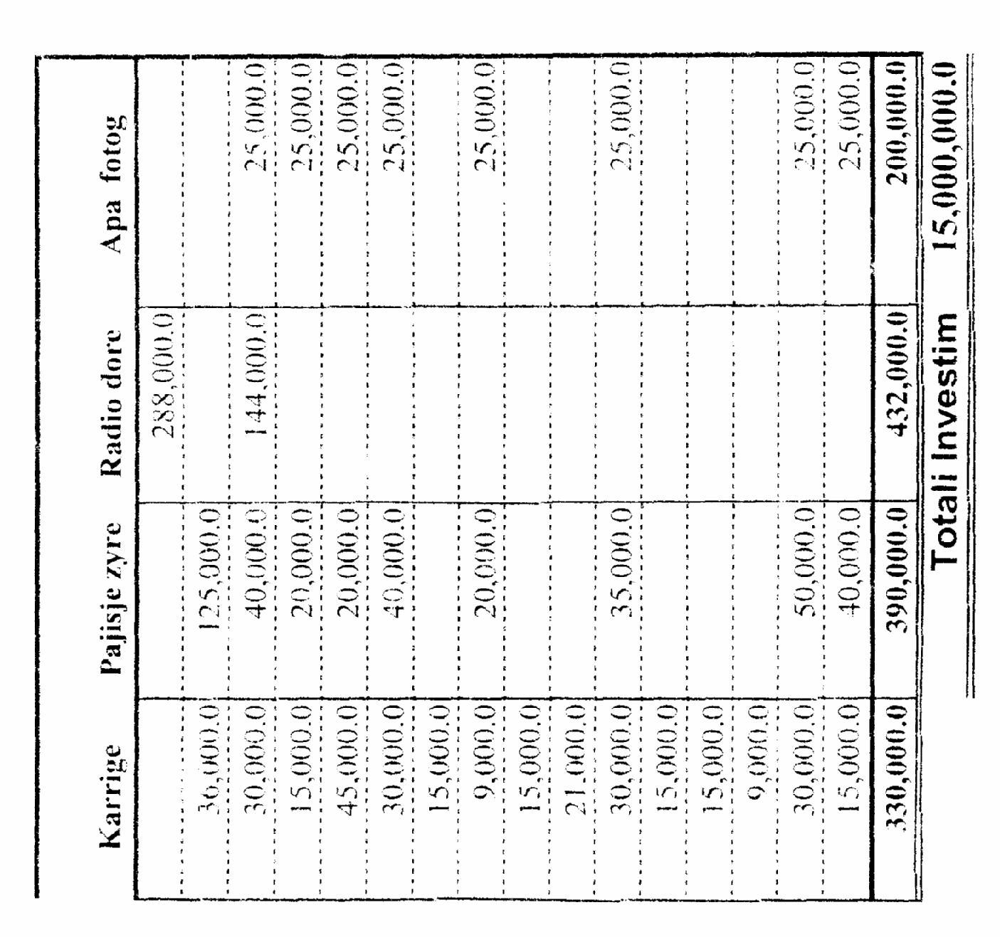 Karrige Pajisje zyre Radio dore Apa fotog
288,000.0
36,000.0 125,000.0
30,000.0 40,000.0 144,000.0 25,000.0
15,000.0 20,000.0 25,000.0
45,000.0 20,000.0 25,000.0
30,000.0 40,000.0 25,000.0
15,000.0
9,000.0 20,000.0 25,000.0
15,000.0
21,000.0
30,000.0 35,000.0 25,000.0
15,000.0
15,000.0
9,000.0
30,000.0 50,000.0 25,000.0
15,000.0 40,000.0 25,000.0
330,000.0 390,000.0 432,000.0 200,000.0
Totali Investim 15,000,000.0